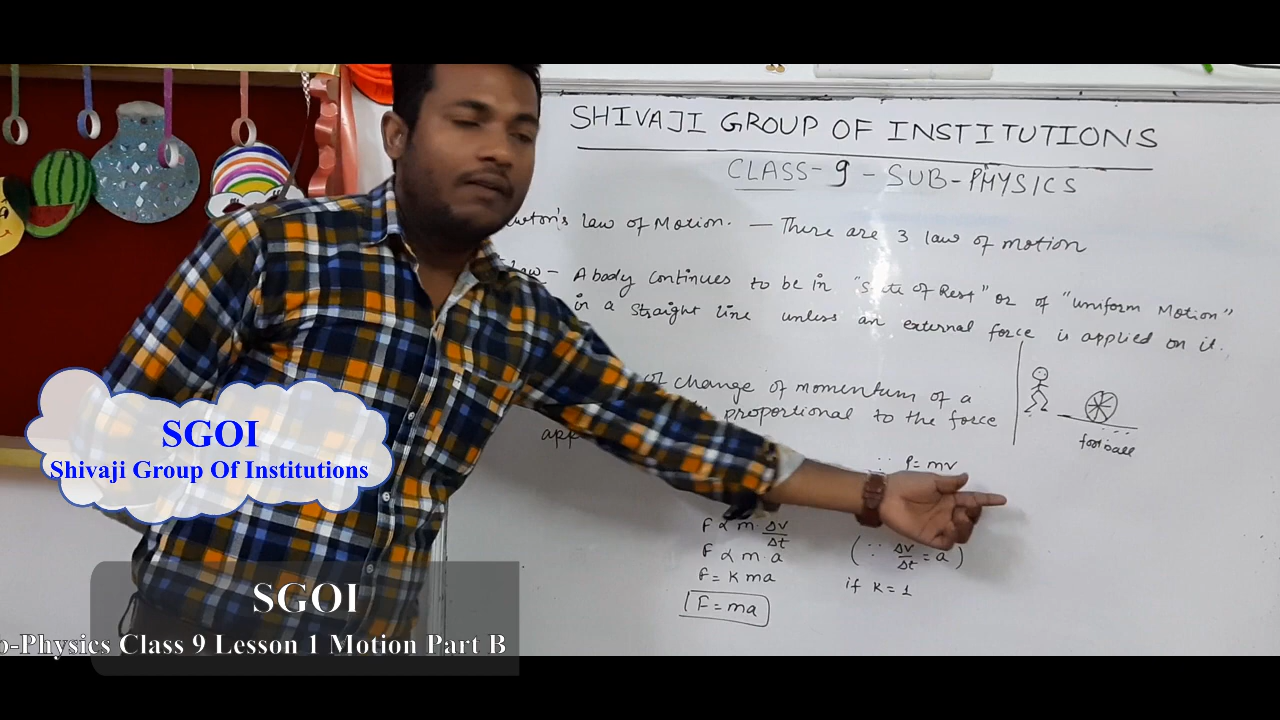 SHIVAJI GROUP OF INSTITUTIONS
CLASS-9 - SUB-PHYSICS
law of Motion. — There are 3 law of motion
law - A body continues to be in "State of Rest" or of "uniform Motion"
in a straight line unless an external force is applied on it.
of change of momentum of a
proportional to the force
football
∵ P = mv
F ∝ m. Δv/Δt
F ∝ m. a
(∵ Δv/Δt = a)
F = K ma
if K = 1
F = ma
SGOI
Shivaji Group Of Institutions
SGOI
-Physics Class 9 Lesson 1 Motion Part B